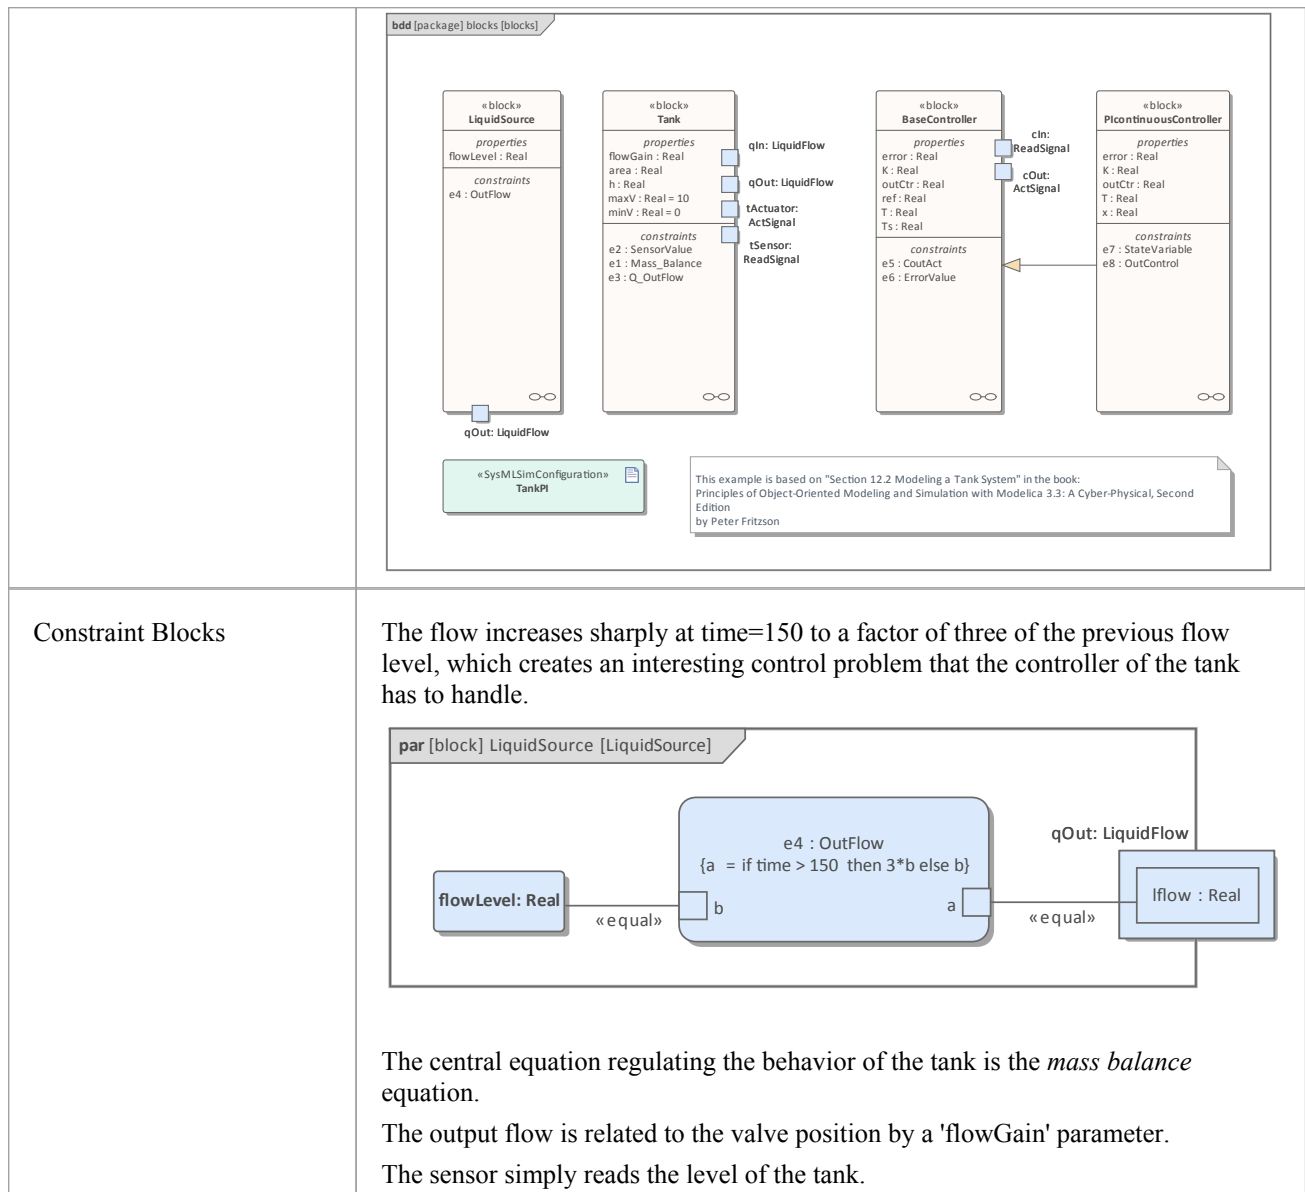 bdd [package] blocks [blocks]
«block»
LiquidSource
properties
flowLevel : Real
constraints
e4 : OutFlow
qOut: LiquidFlow
«block»
Tank
properties
flowGain : Real
area : Real
h : Real
maxV : Real = 10
minV : Real = 0
constraints
e2 : SensorValue
e1 : Mass_Balance
e3 : Q_OutFlow
qIn: LiquidFlow
qOut: LiquidFlow
tActuator:
ActSignal
tSensor:
ReadSignal
«block»
BaseController
properties
error : Real
K : Real
outCtr : Real
ref : Real
T : Real
Ts : Real
constraints
e5 : CoutAct
e6 : ErrorValue
cIn:
ReadSignal
cOut:
ActSignal
«block»
PIcontinuousController
properties
error : Real
K : Real
outCtr : Real
T : Real
x : Real
constraints
e7 : StateVariable
e8 : OutControl
«SysMLSimConfiguration»
TankPI
This example is based on "Section 12.2 Modeling a Tank System" in the book:
Principles of Object-Oriented Modeling and Simulation with Modelica 3.3: A Cyber-Physical, Second
Edition
by Peter Fritzson
Constraint Blocks
The flow increases sharply at time=150 to a factor of three of the previous flow
level, which creates an interesting control problem that the controller of the tank
has to handle.
par [block] LiquidSource [LiquidSource]
flowLevel: Real
«equal»
e4 : OutFlow
{a = if time > 150 then 3*b else b}
b
a
«equal»
qOut: LiquidFlow
lflow : Real
The central equation regulating the behavior of the tank is the mass balance
equation.
The output flow is related to the valve position by a 'flowGain' parameter.
The sensor simply reads the level of the tank.